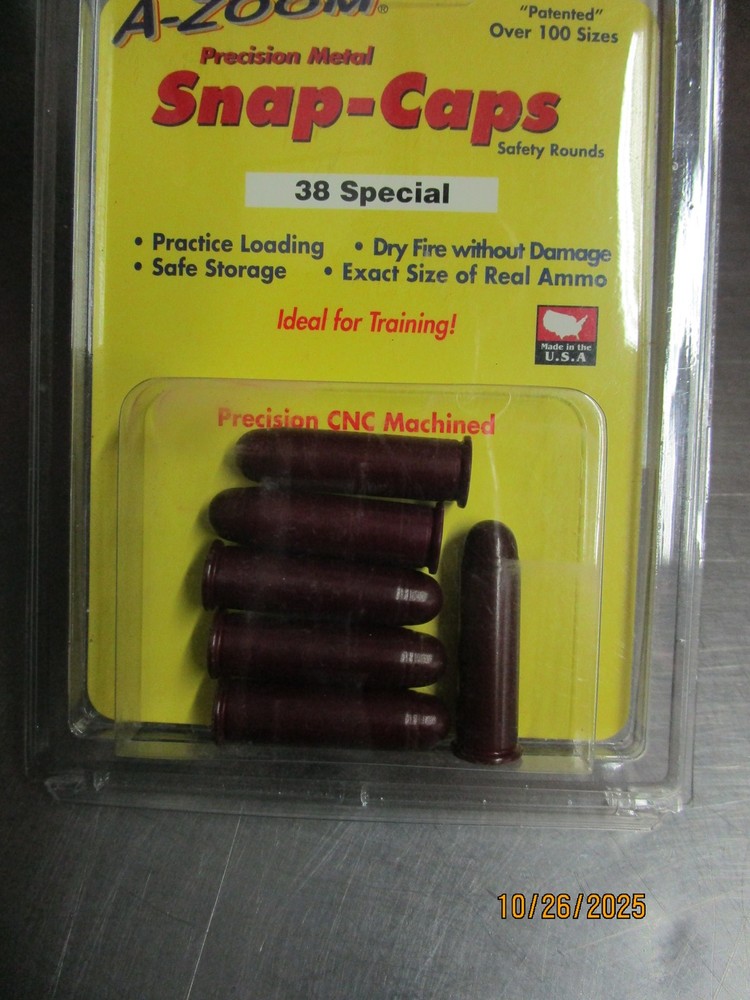 A-ZOOM®
"Patented"
Over 100 Sizes
Precision Metal
Snap-Caps
Safety Rounds
38 Special
• Practice Loading • Dry Fire without Damage
• Safe Storage • Exact Size of Real Ammo
Ideal for Training!
Made in the
U.S.A
Precision CNC Machined
10/26/2025